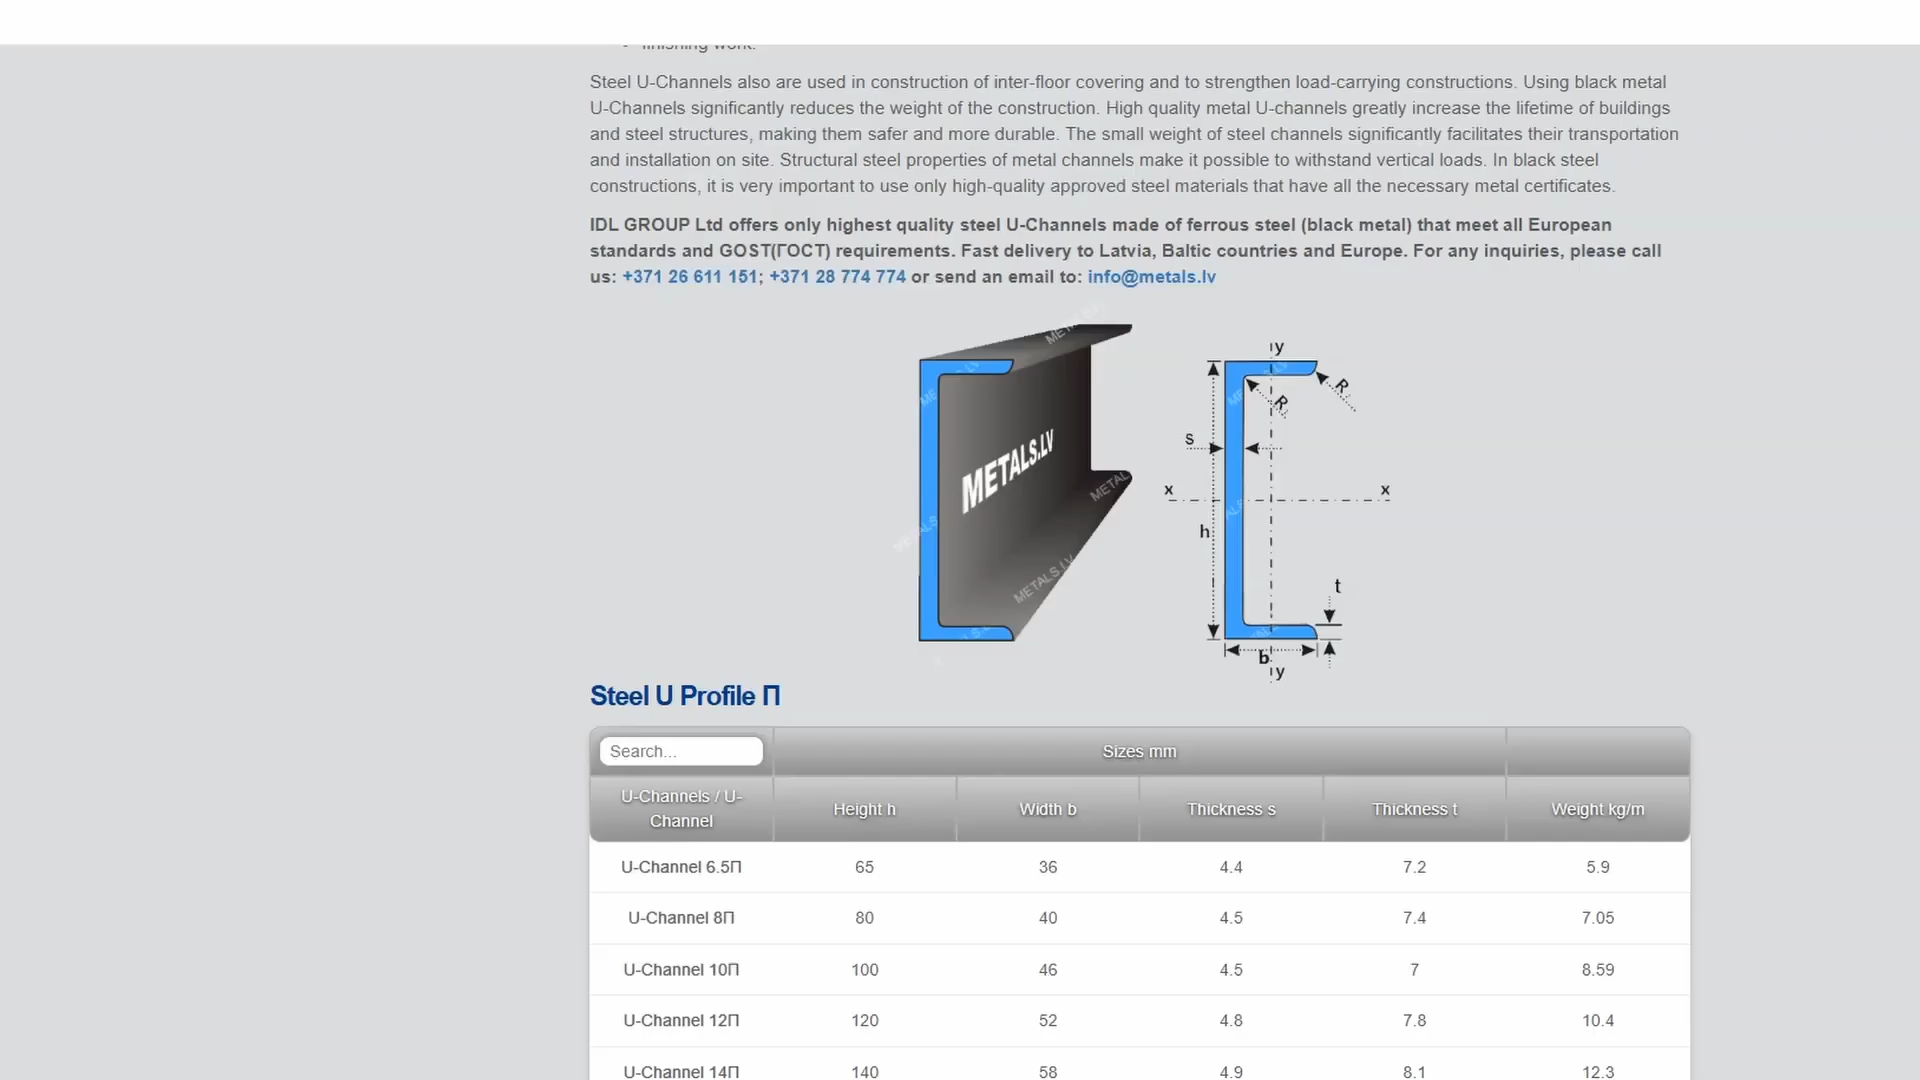 finishing work.
Steel U-Channels also are used in construction of inter-floor covering and to strengthen load-carrying constructions. Using black metal
U-Channels significantly reduces the weight of the construction. High quality metal U-channels greatly increase the lifetime of buildings
and steel structures, making them safer and more durable. The small weight of steel channels significantly facilitates their transportation
and installation on site. Structural steel properties of metal channels make it possible to withstand vertical loads. In black steel
constructions, it is very important to use only high-quality approved steel materials that have all the necessary metal certificates.
IDL GROUP Ltd offers only highest quality steel U-Channels made of ferrous steel (black metal) that meet all European
standards and GOST(ГОСТ) requirements. Fast delivery to Latvia, Baltic countries and Europe. For any inquiries, please call
us: +371 26 611 151; +371 28 774 774 or send an email to: info@metals.lv
METALS.LV
METALS.LV
y
R
R
s
x x
h
t
b
y
Steel U Profile П
Search... Sizes mm
U-Channels / U-
Channel Height h Width b Thickness s Thickness t Weight kg/m
U-Channel 6.5П 65 36 4.4 7.2 5.9
U-Channel 8П 80 40 4.5 7.4 7.05
U-Channel 10П 100 46 4.5 7 8.59
U-Channel 12П 120 52 4.8 7.8 10.4
U-Channel 14П 140 58 4.9 8.1 12.3